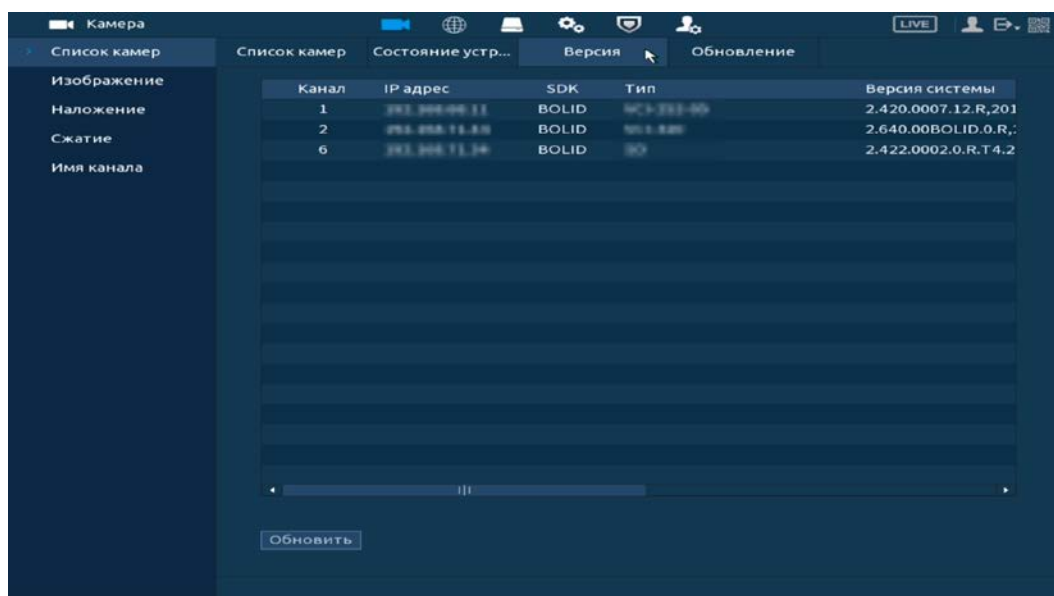 Камера
LIVE
Список камер
Изображение
Наложение
Сжатие
Имя канала
Список камер Состояние устр... Версия Обновление
Канал IP адрес SDK Тип Версия системы
1 BOLID 2.420.0007.12.R,201
2 BOLID 2.640.00BOLID.0.R,
6 BOLID 2.422.0002.0.R.T4.2
Обновить